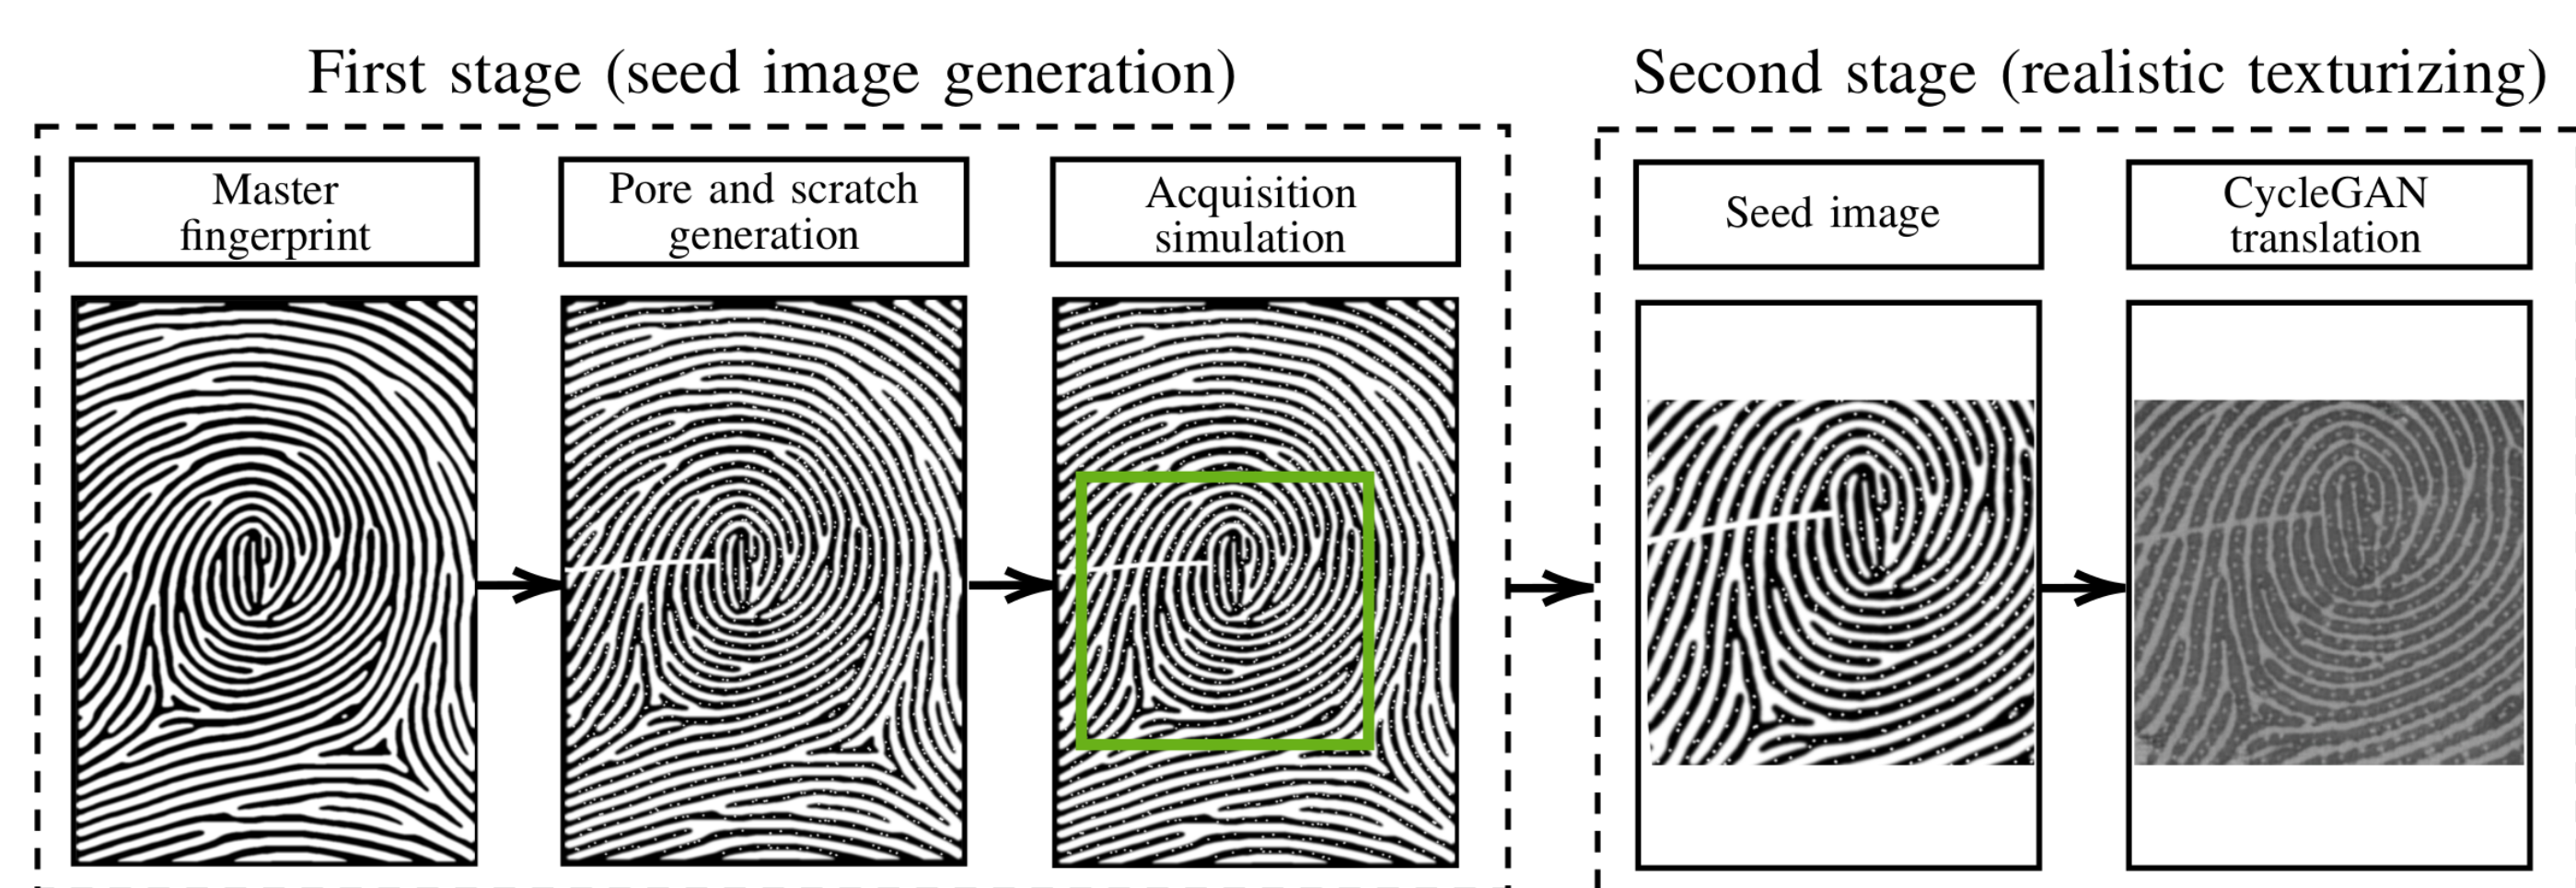 First stage (seed image generation)
Second stage (realistic texturizing)
Master
fingerprint
Pore and scratch
generation
Acquisition
simulation
Seed image
CycleGAN
translation